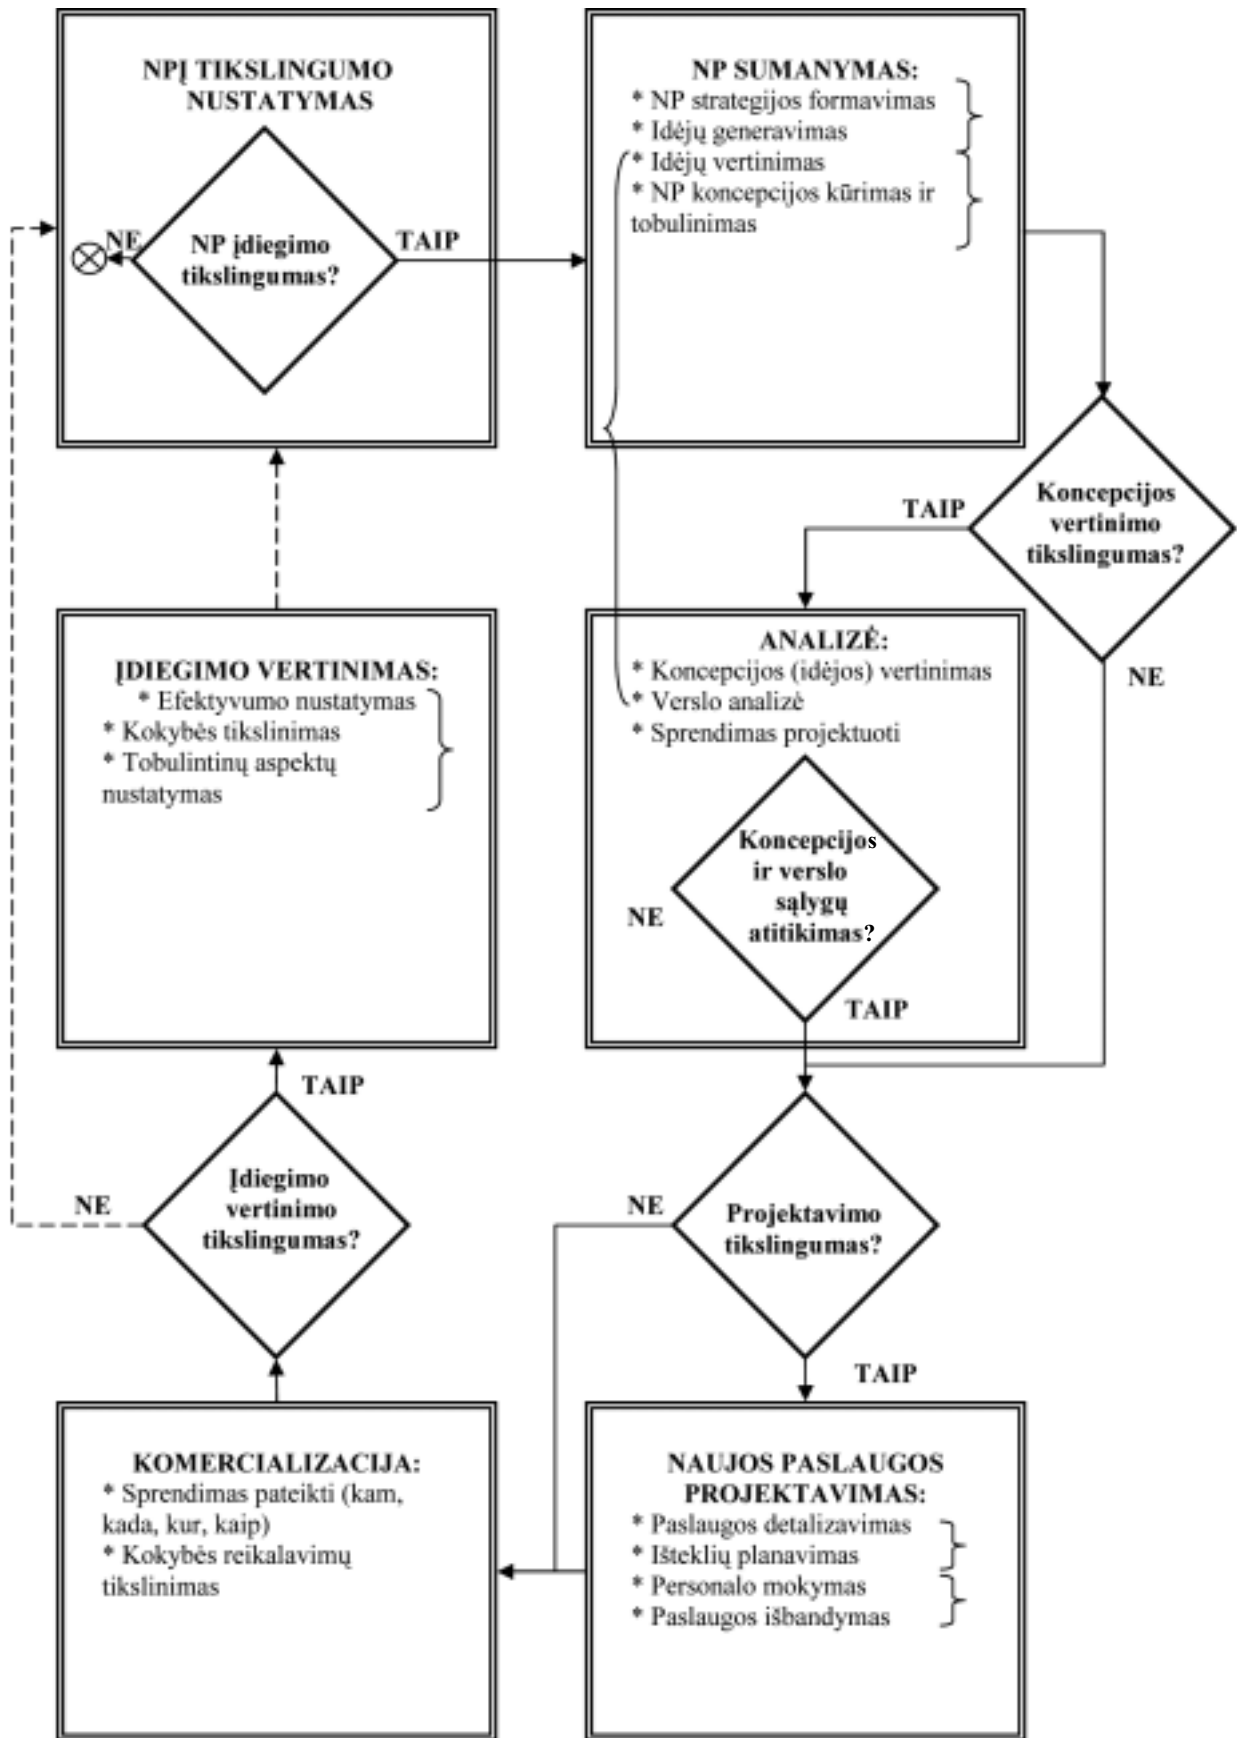 NPĮ TIKSLINGUMO
NUSTATYMAS
NE
NP įdiegimo
tikslingumas?
TAIP
NP SUMANYMAS:
* NP strategijos formavimas
* Idėjų generavimas
* Idėjų vertinimas
* NP koncepcijos kūrimas ir
tobulinimas
TAIP
Koncepcijos
vertinimo
tikslingumas?
NE
ANALIZĖ:
* Koncepcijos (idėjos) vertinimas
* Verslo analizė
* Sprendimas projektuoti
Koncepcijos
ir verslo
sąlygų
atitikimas?
NE
TAIP
ĮDIEGIMO VERTINIMAS:
* Efektyvumo nustatymas
* Kokybės tikslinimas
* Tobulintinų aspektų
nustatymas
TAIP
NE
Įdiegimo
vertinimo
tikslingumas?
NE
Projektavimo
tikslingumas?
TAIP
KOMERCIALIZACIJA:
* Sprendimas pateikti (kam,
kada, kur, kaip)
* Kokybės reikalavimų
tikslinimas
NAUJOS PASLAUGOS
PROJEKTAVIMAS:
* Paslaugos detalizavimas
* Išteklių planavimas
* Personalo mokymas
* Paslaugos išbandymas